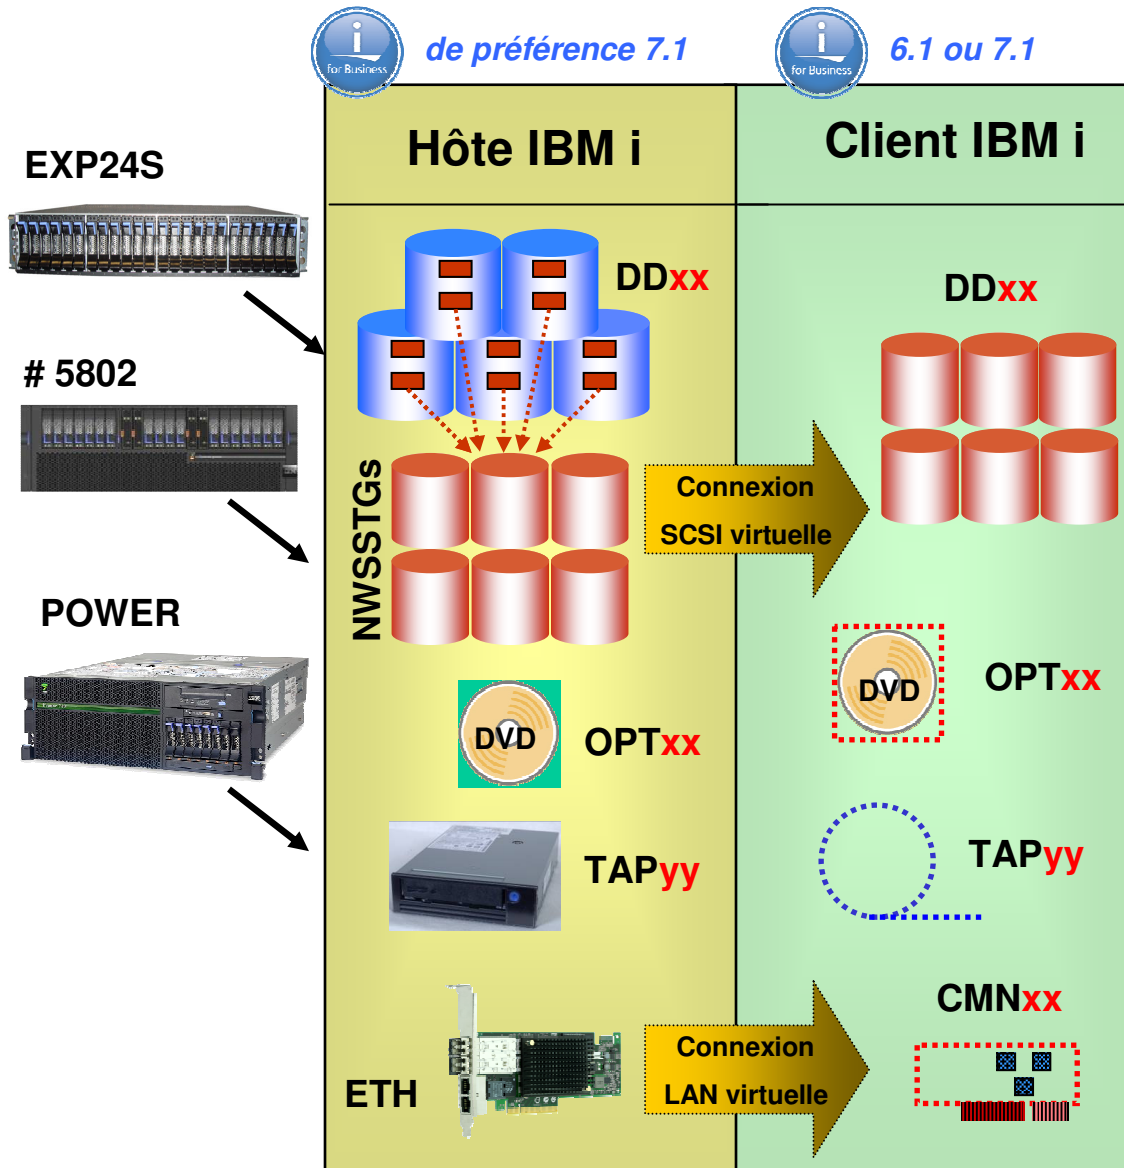 i
for Business
de préférence 7.1
i
for Business
6.1 ou 7.1
Hôte IBM i
Client IBM i
EXP24S
# 5802
POWER
DDxx
DDxx
NWSSTGs
Connexion
SCSI virtuelle
DVD
OPTxx
DVD
OPTxx
TAPyy
TAPyy
CMNxx
ETH
Connexion
LAN virtuelle